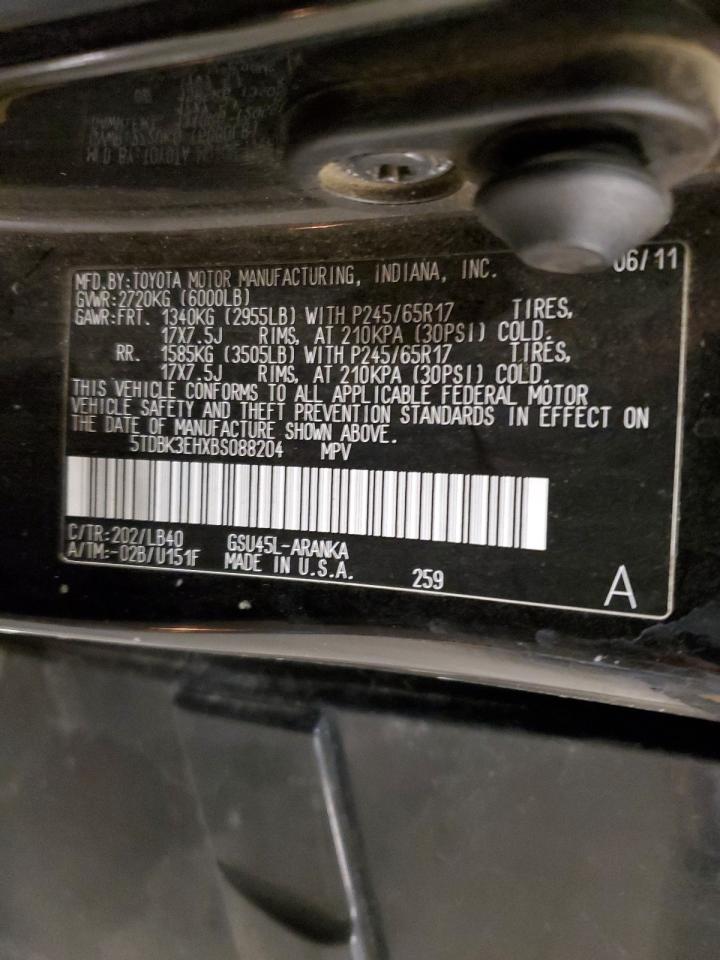 MFD.BY:TOYOTA MOTOR MANUFACTURING, INDIANA, INC. 06/11
GVWR:2720KG (6000LB)
GAWR:FRT. 1340KG (2955LB) WITH P245/65R17 TIRES,
17X7.5J RIMS, AT 210KPA (30PSI) COLD.
RR. 1585KG (3505LB) WITH P245/65R17 TIRES,
17X7.5J RIMS, AT 210KPA (30PSI) COLD.
THIS VEHICLE CONFORMS TO ALL APPLICABLE FEDERAL MOTOR
VEHICLE SAFETY AND THEFT PREVENTION STANDARDS IN EFFECT ON
THE DATE OF MANUFACTURE SHOWN ABOVE.
5TDBK3EHXBS088204 MPV
C/TR:202/LB40 GSU45L-ARANKA
A/TM:-02B/U151F MADE IN U.S.A. 259 A